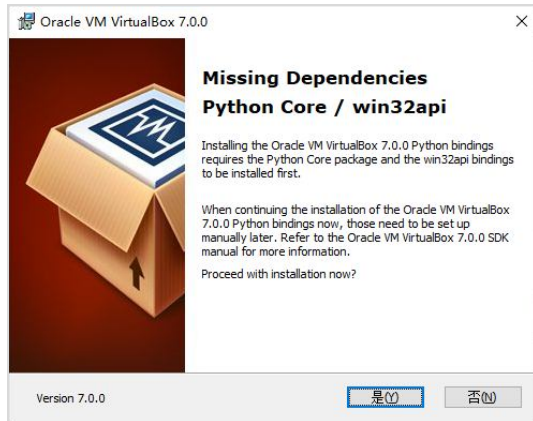 Oracle VM VirtualBox 7.0.0
Missing Dependencies
Python Core / win32api
Installing the Oracle VM VirtualBox 7.0.0 Python bindings
requires the Python Core package and the win32api bindings
to be installed first.
When continuing the installation of the Oracle VM VirtualBox
7.0.0 Python bindings now, those need to be set up
manually later. Refer to the Oracle VM VirtualBox 7.0.0 SDK
manual for more information.
Proceed with installation now?
Version 7.0.0
是(Y)
否(N)